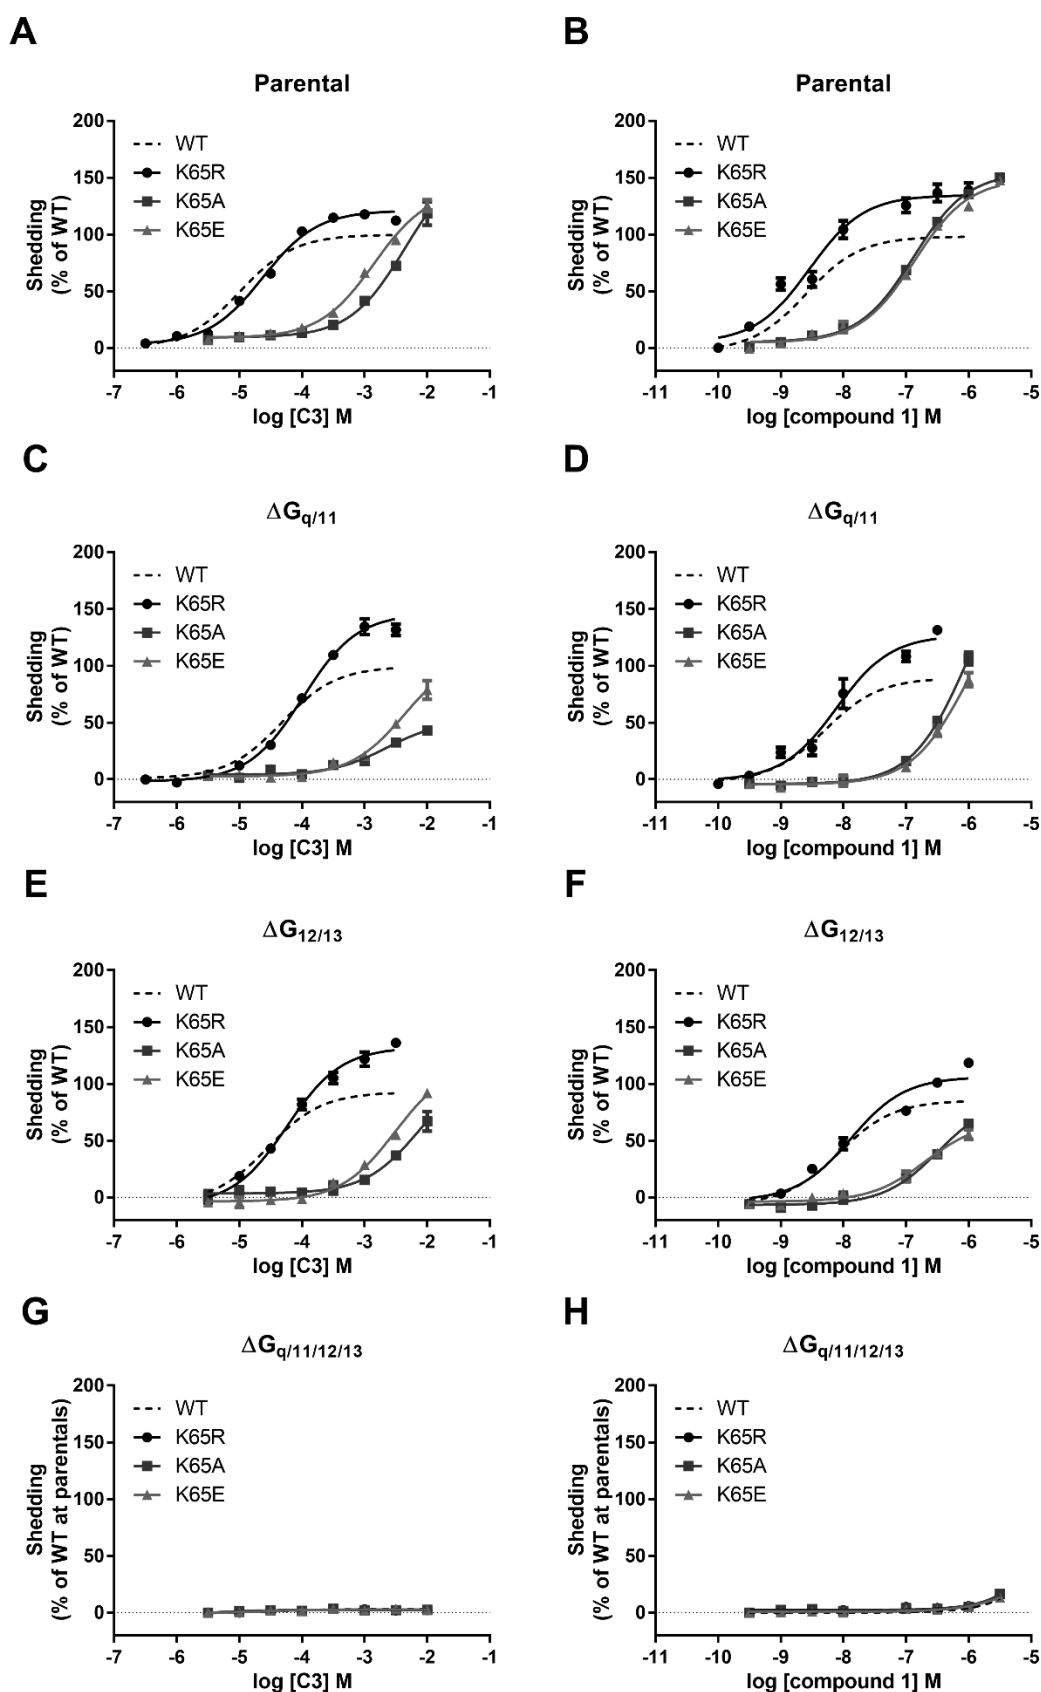 A
Parental
Shedding
(% of WT)
200
150
100
50
0
WT
K65R
K65A
K65E
-7 -6 -5 -4 -3 -2 -1
log [C3] M
B
Parental
Shedding
(% of WT)
200
150
100
50
0
WT
K65R
K65A
K65E
-11 -10 -9 -8 -7 -6 -5
log [compound 1] M
C
ΔGq/11
Shedding
(% of WT)
200
150
100
50
0
WT
K65R
K65A
K65E
-7 -6 -5 -4 -3 -2 -1
log [C3] M
D
ΔGq/11
Shedding
(% of WT)
200
150
100
50
0
WT
K65R
K65A
K65E
-11 -10 -9 -8 -7 -6 -5
log [compound 1] M
E
ΔG12/13
Shedding
(% of WT)
200
150
100
50
0
WT
K65R
K65A
K65E
-7 -6 -5 -4 -3 -2 -1
log [C3] M
F
ΔG12/13
Shedding
(% of WT)
200
150
100
50
0
WT
K65R
K65A
K65E
-11 -10 -9 -8 -7 -6 -5
log [compound 1] M
G
ΔGq/11/12/13
Shedding
(% of WT at parentals)
200
150
100
50
0
WT
K65R
K65A
K65E
-7 -6 -5 -4 -3 -2 -1
log [C3] M
H
ΔGq/11/12/13
Shedding
(% of WT at parentals)
200
150
100
50
0
WT
K65R
K65A
K65E
-11 -10 -9 -8 -7 -6 -5
log [compound 1] M